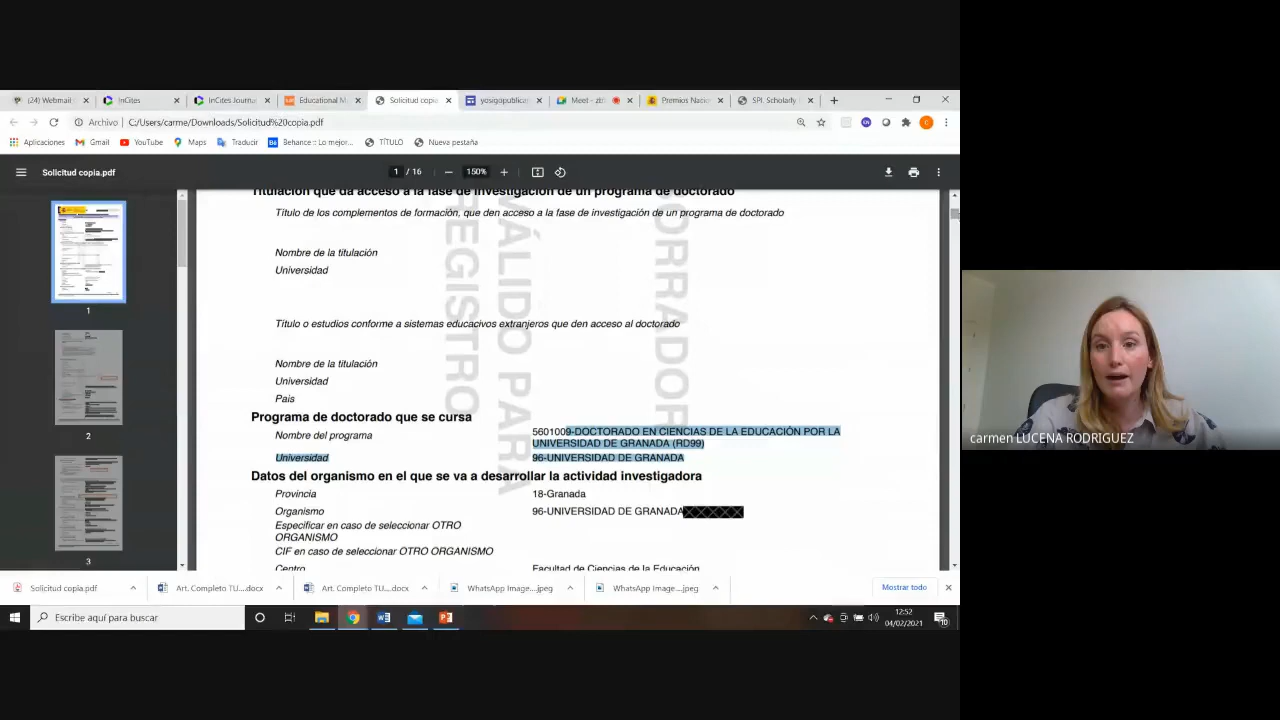 (24) Webmail
InCites
InCites Journal
Educational M
Solicitud copia
yosigopublica
Meet - zt
Premios Naci
SPI. Scholarly
Archivo
C:/Users/carme/Downloads/Solicitud%20copia.pdf
Aplicaciones
Gmail
YouTube
Maps
Traducir
Behance :: Lo mejor...
TÍTULO
Nueva pestaña
Solicitud copia.pdf
1 / 16
150%
Titulación que da acceso a la fase de investigación de un programa de doctorado
Título de los complementos de formación, que den acceso a la fase de investigación de un programa de doctorado
Nombre de la titulación
Universidad
Título o estudios conforme a sistemas educacivos extranjeros que den acceso al doctorado
Nombre de la titulación
Universidad
Pais
Programa de doctorado que se cursa
Nombre del programa
5601009-DOCTORADO EN CIENCIAS DE LA EDUCACIÓN POR LA
UNIVERSIDAD DE GRANADA (RD99)
Universidad
96-UNIVERSIDAD DE GRANADA
Datos del organismo en el que se va a desarrollar la actividad investigadora
Provincia
18-Granada
Organismo
96-UNIVERSIDAD DE GRANADA
Especificar en caso de seleccionar OTRO
ORGANISMO
CIF en caso de seleccionar OTRO ORGANISMO
Centro
Facultad de Ciencias de la Educación
REGISTRO
VÁLIDO PARA
1
2
3
carmen LUCENA RODRIGUEZ
Solicitud copia.pdf
Art. Completo TU....docx
Art. Completo TU....docx
WhatsApp Image....jpeg
WhatsApp Image....jpeg
Mostrar todo
Escribe aquí para buscar
12:52
04/02/2021
10